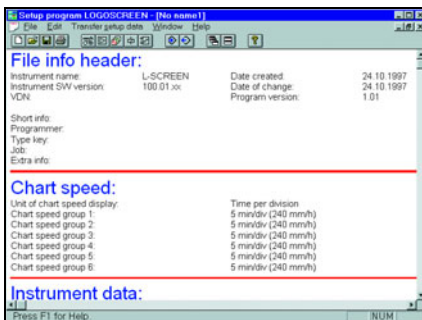 Setup program LOGOSCREEN - [No name1]
File Edit Transfer setup data Window Help
File info header:
Instrument name: L-SCREEN Date created: 24.10.1997
Instrument SW version: 100.01.xx Date of change: 24.10.1997
VDN: Program version: 1.01
Short info:
Programmer:
Type key:
Job:
Extra info:
Chart speed:
Unit of chart speed display: Time per division
Chart speed group 1: 5 min/div (240 mm/h)
Chart speed group 2: 5 min/div (240 mm/h)
Chart speed group 3: 5 min/div (240 mm/h)
Chart speed group 4: 5 min/div (240 mm/h)
Chart speed group 5: 5 min/div (240 mm/h)
Chart speed group 6: 5 min/div (240 mm/h)
Instrument data:
Press F1 for Help. NUM